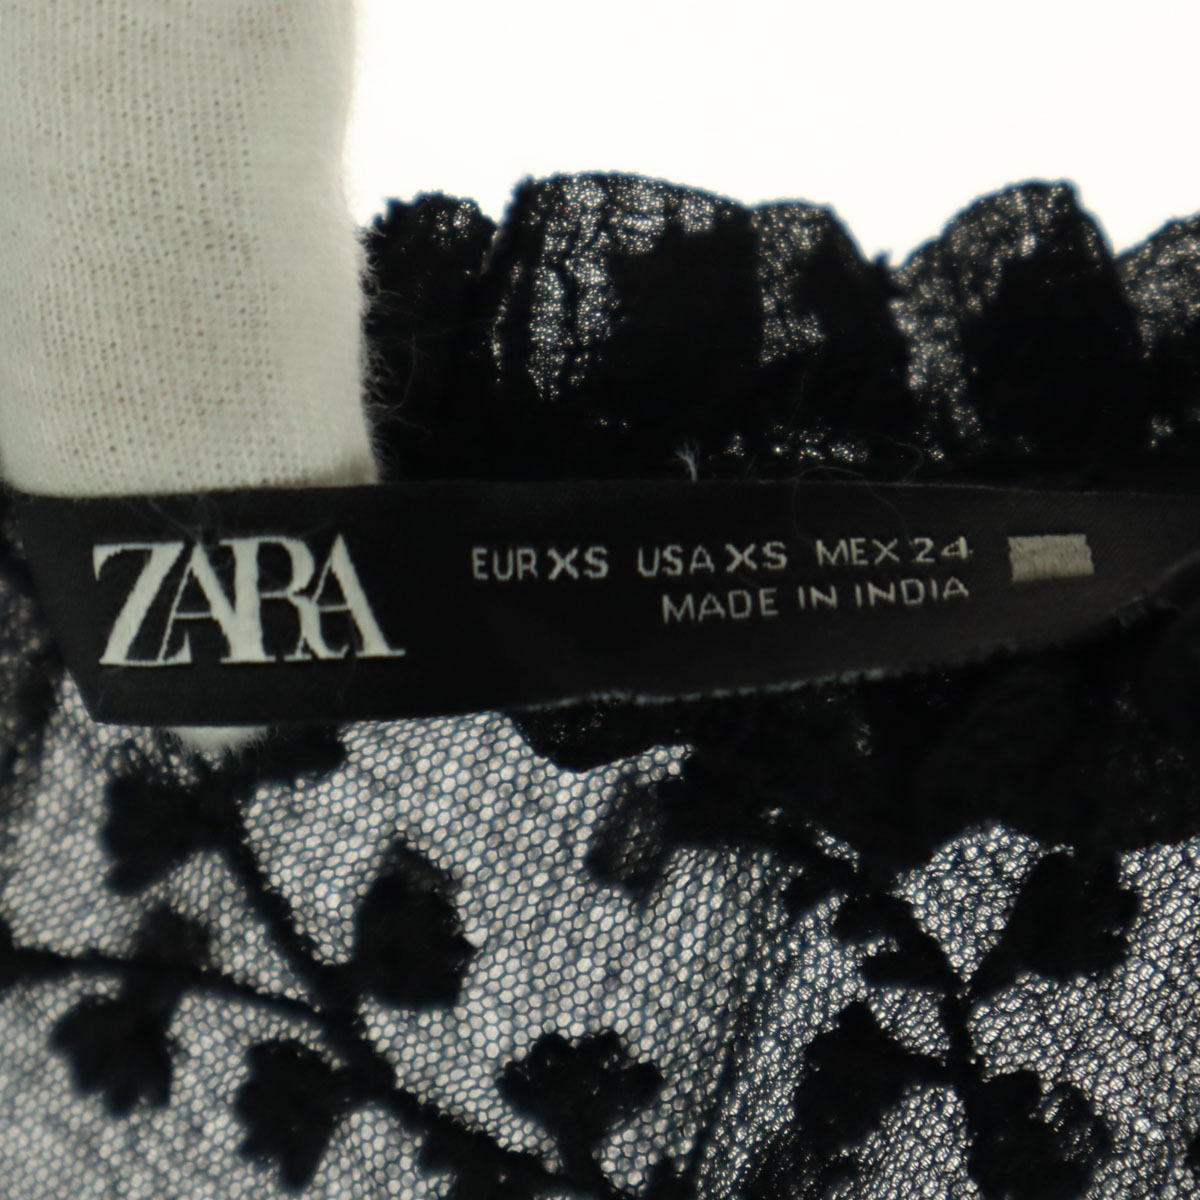 ZARA
EUR XS USA XS MEX 24
MADE IN INDIA